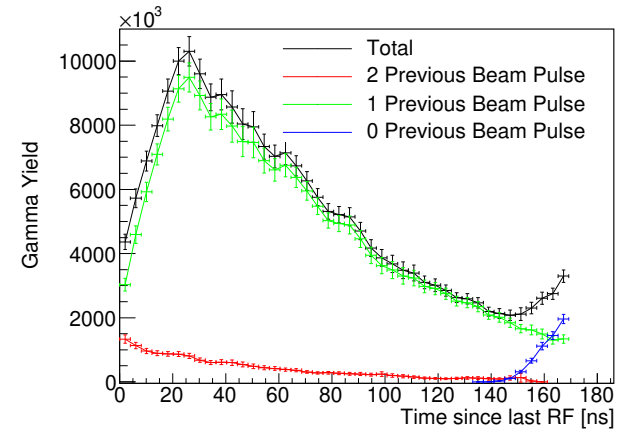 ×10³
Total
2 Previous Beam Pulse
1 Previous Beam Pulse
0 Previous Beam Pulse
Gamma Yield
10000
8000
6000
4000
2000
0
0 20 40 60 80 100 120 140 160 180
Time since last RF [ns]